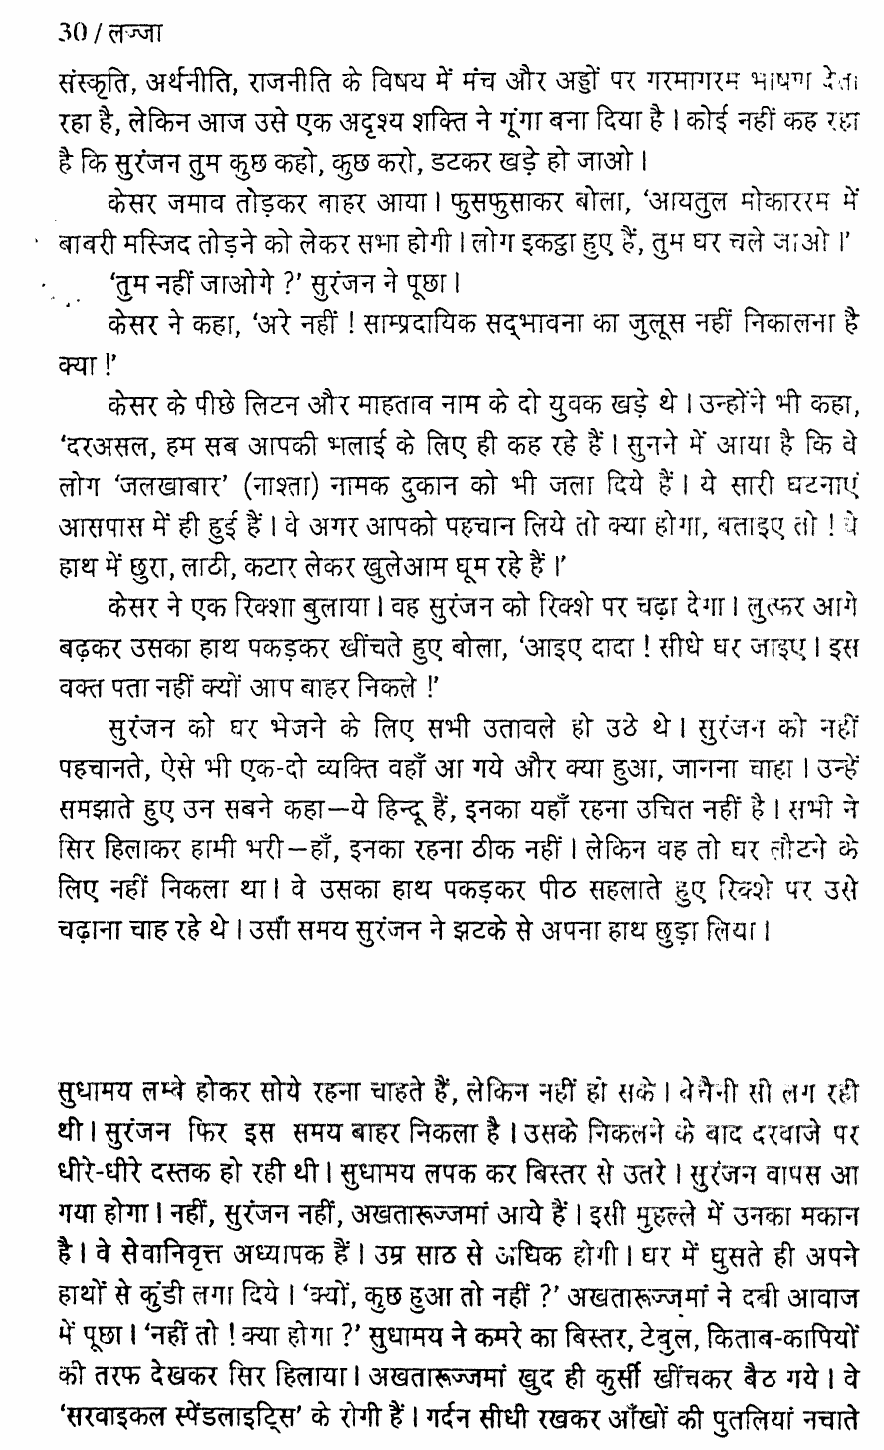 30 / लज्जा
संस्कृति, अर्थनीति, राजनीति के विषय में मंच और अड्डों पर गरमागरम भाषण देता
रहा है, लेकिन आज उसे एक अदृश्य शक्ति ने गूंगा बना दिया है । कोई नहीं कह रहा
है कि सुरंजन तुम कुछ कहो, कुछ करो, डटकर खड़े हो जाओ ।
केसर जमाव तोड़कर बाहर आया । फुसफुसाकर बोला, ‘आयतुल मोकाररम में
बाबरी मस्जिद तोड़ने को लेकर सभा होगी । लोग इकट्ठा हुए हैं, तुम घर चले जाओ ।’
‘तुम नहीं जाओगे ?’ सुरंजन ने पूछा ।
केसर ने कहा, ‘अरे नहीं ! साम्प्रदायिक सद्‌भावना का जुलूस नहीं निकालना है
क्या !’
केसर के पीछे लिटन और माहताव नाम के दो युवक खड़े थे । उन्होंने भी कहा,
‘दरअसल, हम सब आपकी भलाई के लिए ही कह रहे हैं । सुनने में आया है कि वे
लोग ‘जलखाबार’ (नाश्ता) नामक दुकान को भी जला दिये हैं । ये सारी घटनाएं
आसपास में ही हुई हैं । वे अगर आपको पहचान लिये तो क्या होगा, बताइए तो ! वे
हाथ में छुरा, लाठी, कटार लेकर खुलेआम घूम रहे हैं ।’
केसर ने एक रिक्शा बुलाया । वह सुरंजन को रिक्शे पर चढ़ा देगा । लुत्फर आगे
बढ़कर उसका हाथ पकड़कर खींचते हुए बोला, ‘आइए दादा ! सीधे घर जाइए । इस
वक्त पता नहीं क्यों आप बाहर निकले !’
सुरंजन को घर भेजने के लिए सभी उतावले हो उठे थे । सुरंजन को नहीं
पहचानते, ऐसे भी एक-दो व्यक्ति वहाँ आ गये और क्या हुआ, जानना चाहा । उन्हें
समझाते हुए उन सबने कहा—ये हिन्दू हैं, इनका यहाँ रहना उचित नहीं है । सभी ने
सिर हिलाकर हामी भरी—हाँ, इनका रहना ठीक नहीं । लेकिन वह तो घर लौटने के
लिए नहीं निकला था । वे उसका हाथ पकड़कर पीठ सहलाते हुए रिक्शे पर उसे
चढ़ाना चाह रहे थे । उसी समय सुरंजन ने झटके से अपना हाथ छुड़ा लिया ।
सुधामय लम्बे होकर सोये रहना चाहते हैं, लेकिन नहीं हो सके । बेचैनी सी लग रही
थी । सुरंजन फिर इस समय बाहर निकला है । उसके निकलने के बाद दरवाजे पर
धीरे-धीरे दस्तक हो रही थी । सुधामय लपक कर बिस्तर से उतरे । सुरंजन वापस आ
गया होगा । नहीं, सुरंजन नहीं, अखतारूज्जमां आये हैं । इसी मुहल्ले में उनका मकान
है । वे सेवानिवृत्त अध्यापक हैं । उम्र साठ से अधिक होगी । घर में घुसते ही अपने
हाथों से कुंडी लगा दिये । ‘क्यों, कुछ हुआ तो नहीं ?’ अखतारूज्जमां ने दबी आवाज
में पूछा । ‘नहीं तो ! क्या होगा ?’ सुधामय ने कमरे का बिस्तर, टेबुल, किताब-कापियों
की तरफ देखकर सिर हिलाया । अखतारूज्जमां खुद ही कुर्सी खींचकर बैठ गये । वे
‘सरवाइकल स्पेंडलाइट्सि’ के रोगी हैं । गर्दन सीधी रखकर आँखों की पुतलियां नचाते